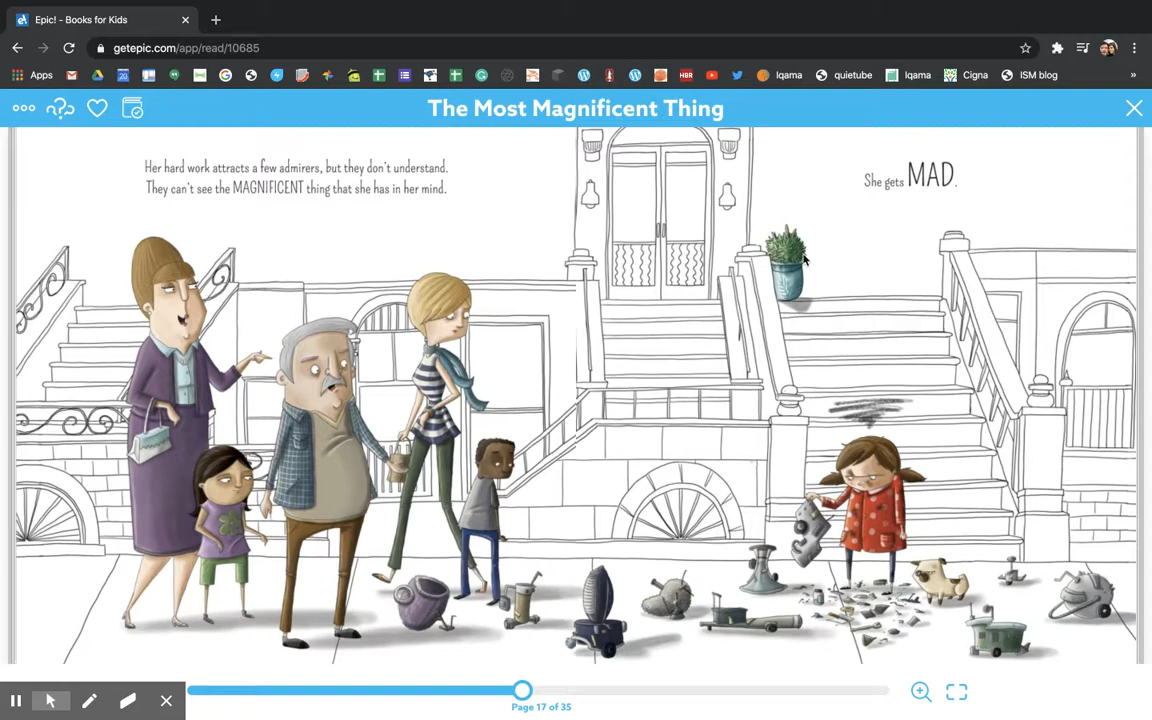 Epic! - Books for Kids
getepic.com/app/read/10685
Apps
20
HBR
Iqama
quietube
Iqama
Cigna
ISM blog
»
The Most Magnificent Thing
Her hard work attracts a few admirers, but they don't understand.
They can't see the MAGNIFICENT thing that she has in her mind.
She gets MAD.
Page 17 of 35